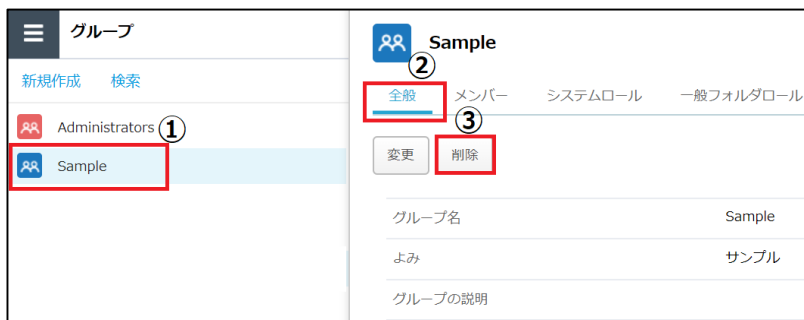 グループ
新規作成 検索
Administrators ①
Sample
Sample
②
全般 メンバー システムロール 一般フォルダロール
③
変更 削除
グループ名 Sample
よみ サンプル
グループの説明